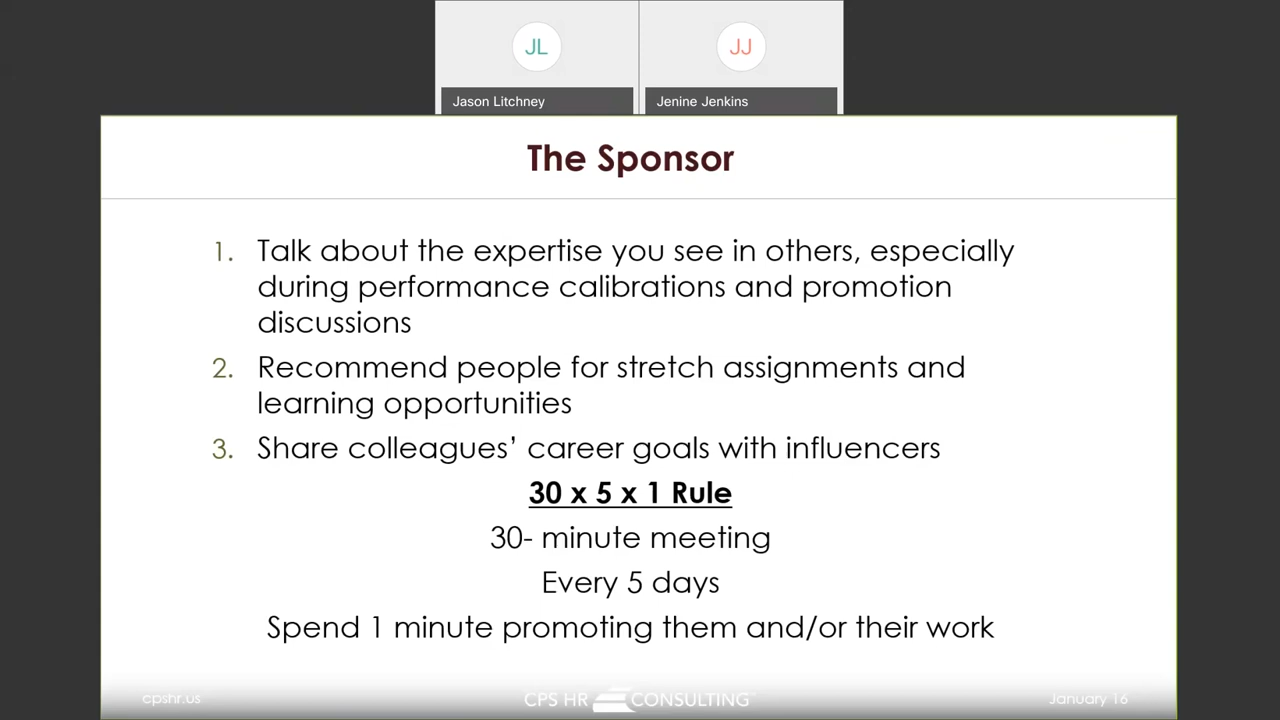 JL
JJ
Jason Litchney
Jenine Jenkins
The Sponsor
1. Talk about the expertise you see in others, especially
during performance calibrations and promotion
discussions
2. Recommend people for stretch assignments and
learning opportunities
3. Share colleagues’ career goals with influencers
30 x 5 x 1 Rule
30- minute meeting
Every 5 days
Spend 1 minute promoting them and/or their work
cpshr.us
CPS HR CONSULTING
January 16